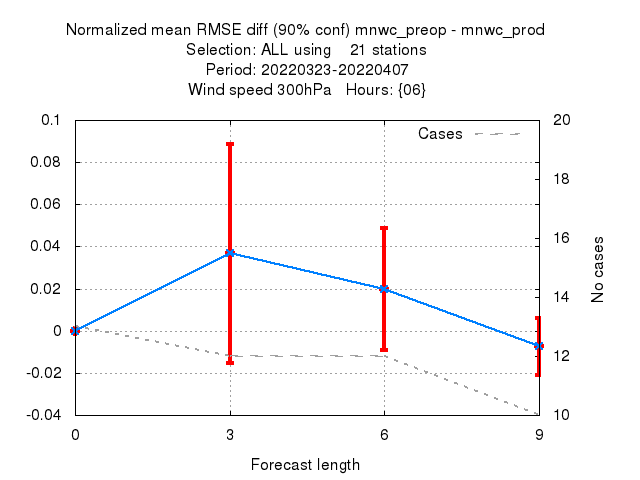 Normalized mean RMSE diff (90% conf) mnwc_preop - mnwc_prod
Selection: ALL using    21 stations
Period: 20220323-20220407
Wind speed 300hPa   Hours: {06}
Cases
0.1
0.08
0.06
0.04
0.02
0
-0.02
-0.04
20
18
16
14
12
10
No cases
0 3 6 9
Forecast length